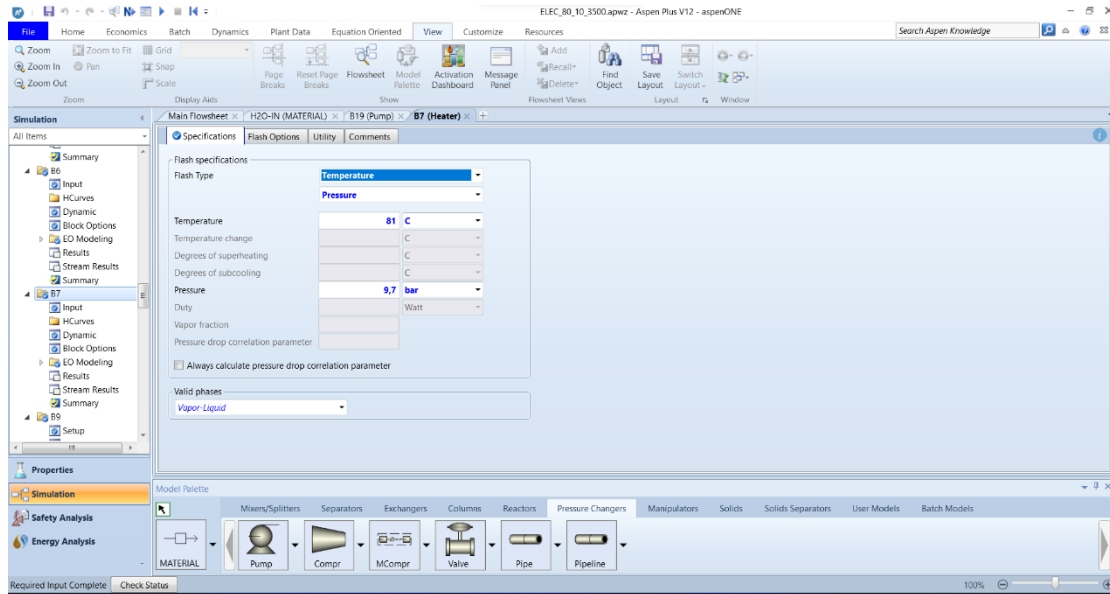 ELEC_80_10_3500.apwz - Aspen Plus V12 - aspenONE
File Home Economics Batch Dynamics Plant Data Equation Oriented View Customize Resources Search Aspen Knowledge
Zoom Zoom to Fit Grid
Zoom In Pan Snap
Zoom Out Scale
Page Breaks
Reset Page Breaks
Flowsheet
Model Palette
Activation Dashboard
Message Panel
Add
Recall
Delete
Find Object
Save Layout
Switch Layout
Zoom Display Aids Show Flowsheet Views Layout Window
Simulation
All Items
Main Flowsheet H2O-IN (MATERIAL) B19 (Pump) B7 (Heater) +
Specifications Flash Options Utility Comments
Summary
B6
Input
HCurves
Dynamic
Block Options
EO Modeling
Results
Stream Results
Summary
B7
Input
HCurves
Dynamic
Block Options
EO Modeling
Results
Stream Results
Summary
B9
Setup
Flash specifications
Flash Type Temperature
Pressure
Temperature 81 C
Temperature change C
Degrees of superheating C
Degrees of subcooling C
Pressure 9,7 bar
Duty Watt
Vapor fraction
Pressure drop correlation parameter
Always calculate pressure drop correlation parameter
Valid phases
Vapor-Liquid
Properties
Simulation
Safety Analysis
Energy Analysis
Model Palette
Mixers/Splitters Separators Exchangers Columns Reactors Pressure Changers Manipulators Solids Solids Separators User Models Batch Models
MATERIAL Pump Compr MCompr Valve Pipe Pipeline
Required Input Complete Check Status 100%